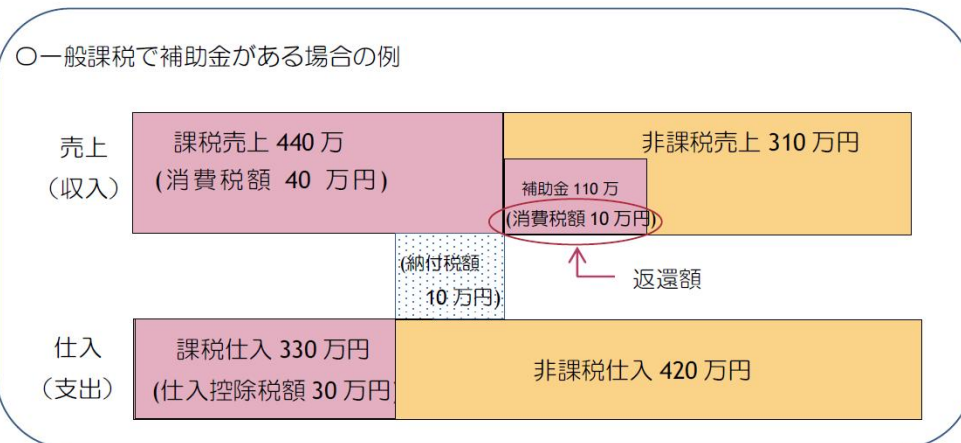 〇一般課税で補助金がある場合の例
売上
（収入）
課税売上 440 万
(消費税額 40 万円)
非課税売上 310 万円
補助金 110 万
(消費税額 10 万円)
(納付税額
10 万円)
返還額
仕入
（支出）
課税仕入 330 万円
(仕入控除税額 30 万円)
非課税仕入 420 万円